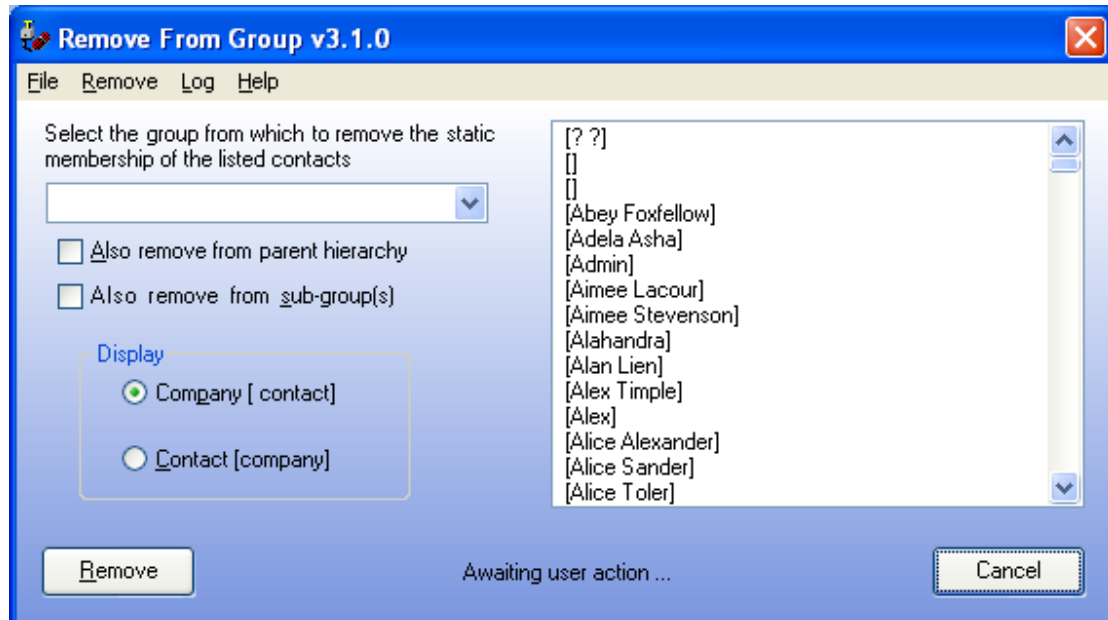 Remove From Group v3.1.0
File Remove Log Help
Select the group from which to remove the static
membership of the listed contacts
Also remove from parent hierarchy
Also remove from sub-group(s)
Display
Company [ contact]
Contact [company]
[? ?]
[]
[]
[Abey Foxfellow]
[Adela Asha]
[Admin]
[Aimee Lacour]
[Aimee Stevenson]
[Alahandra]
[Alan Lien]
[Alex Timple]
[Alex]
[Alice Alexander]
[Alice Sander]
[Alice Toler]
Remove
Awaiting user action ...
Cancel